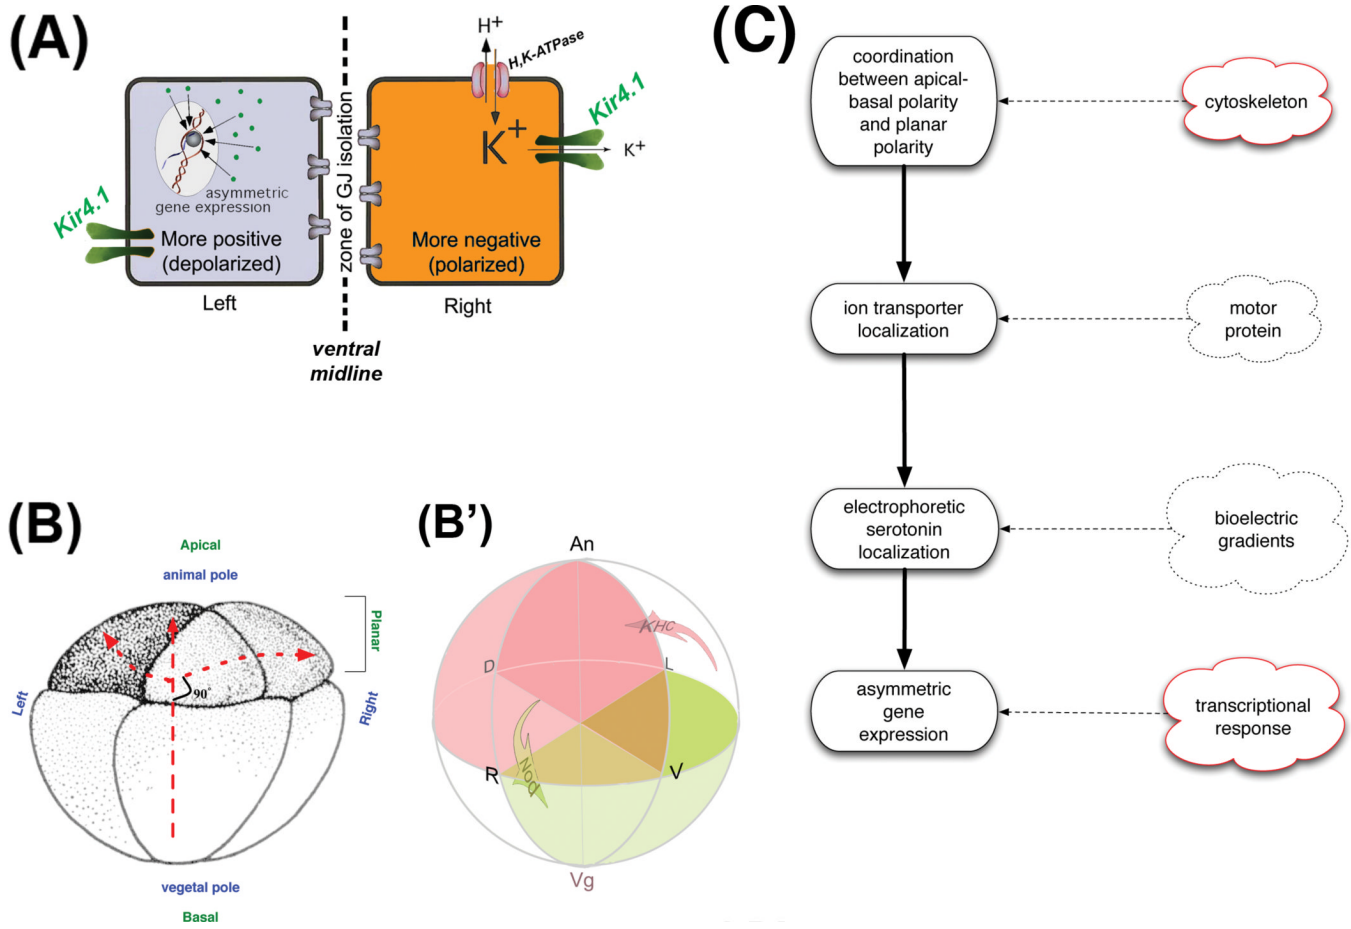 (A)
H+
H,K-ATPase
Kir4.1
K+
K+
zone of GJ isolation
asymmetric
gene expression
Kir4.1
More positive
(depolarized)
More negative
(polarized)
Left
Right
ventral
midline
(B)
Apical
animal pole
Planar
90°
Left
Right
vegetal pole
Basal
(B')
An
KHC
D
L
R
V
Nod
Vg
(C)
coordination
between apical-
basal polarity
and planar
polarity
cytoskeleton
ion transporter
localization
motor
protein
electrophoretic
serotonin
localization
bioelectric
gradients
asymmetric
gene
expression
transcriptional
response